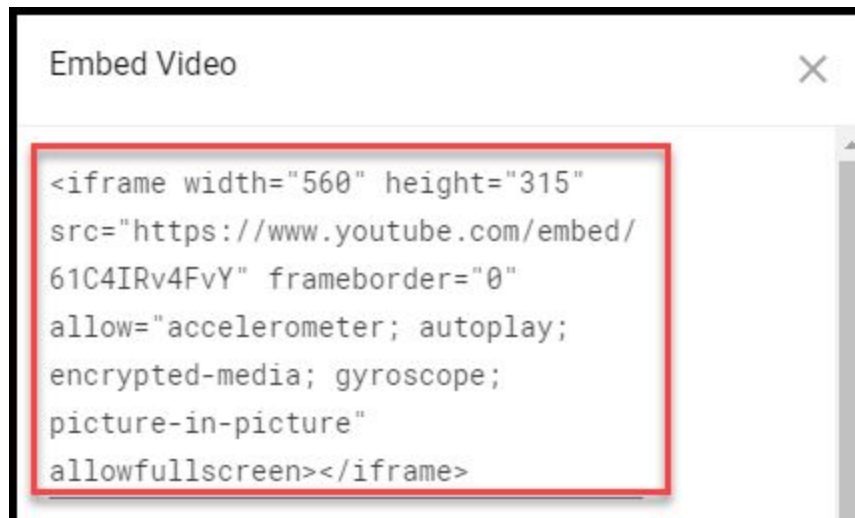 Embed Video
<iframe width="560" height="315"
src="https://www.youtube.com/embed/
61C4IRv4FvY" frameborder="0"
allow="accelerometer; autoplay;
encrypted-media; gyroscope;
picture-in-picture"
allowfullscreen></iframe>